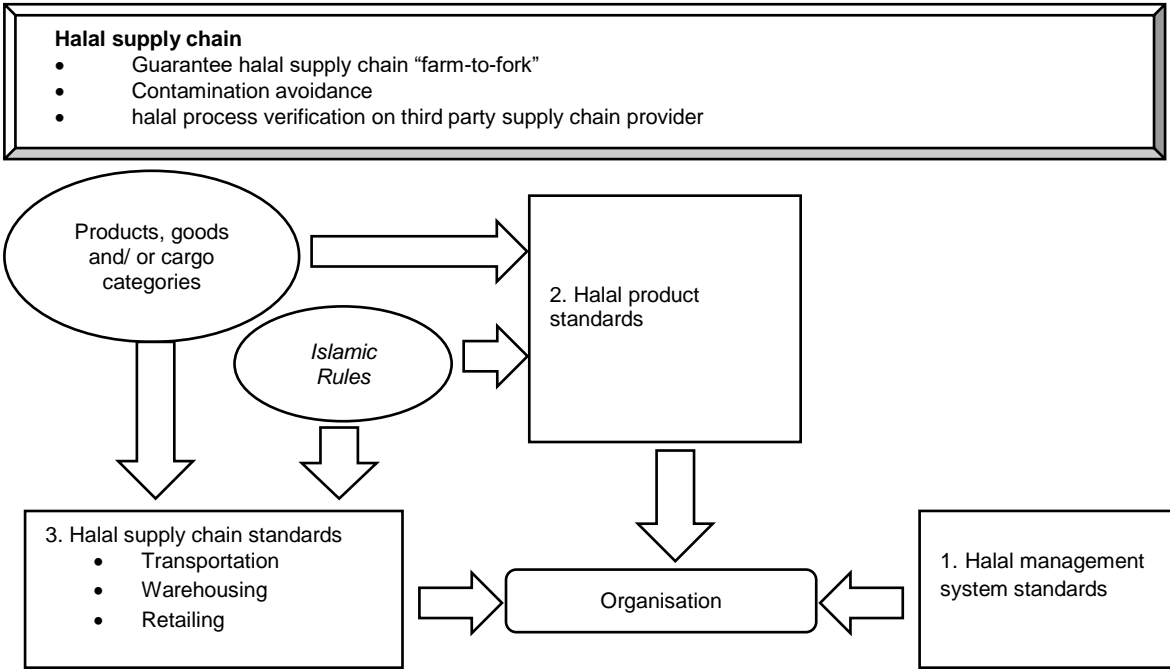 Halal supply chain
• Guarantee halal supply chain “farm-to-fork”
• Contamination avoidance
• halal process verification on third party supply chain provider
Products, goods
and/ or cargo
categories
Islamic
Rules
2. Halal product
standards
3. Halal supply chain standards
• Transportation
• Warehousing
• Retailing
Organisation
1. Halal management
system standards